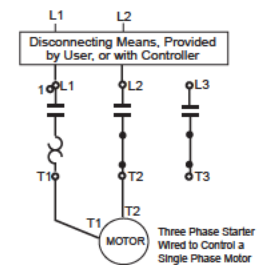 L1 L2
Disconnecting Means, Provided
by User, or with Controller
1 L1 L2 L3
T1 T2 T3
T1 T2
MOTOR
Three Phase Starter
Wired to Control a
Single Phase Motor